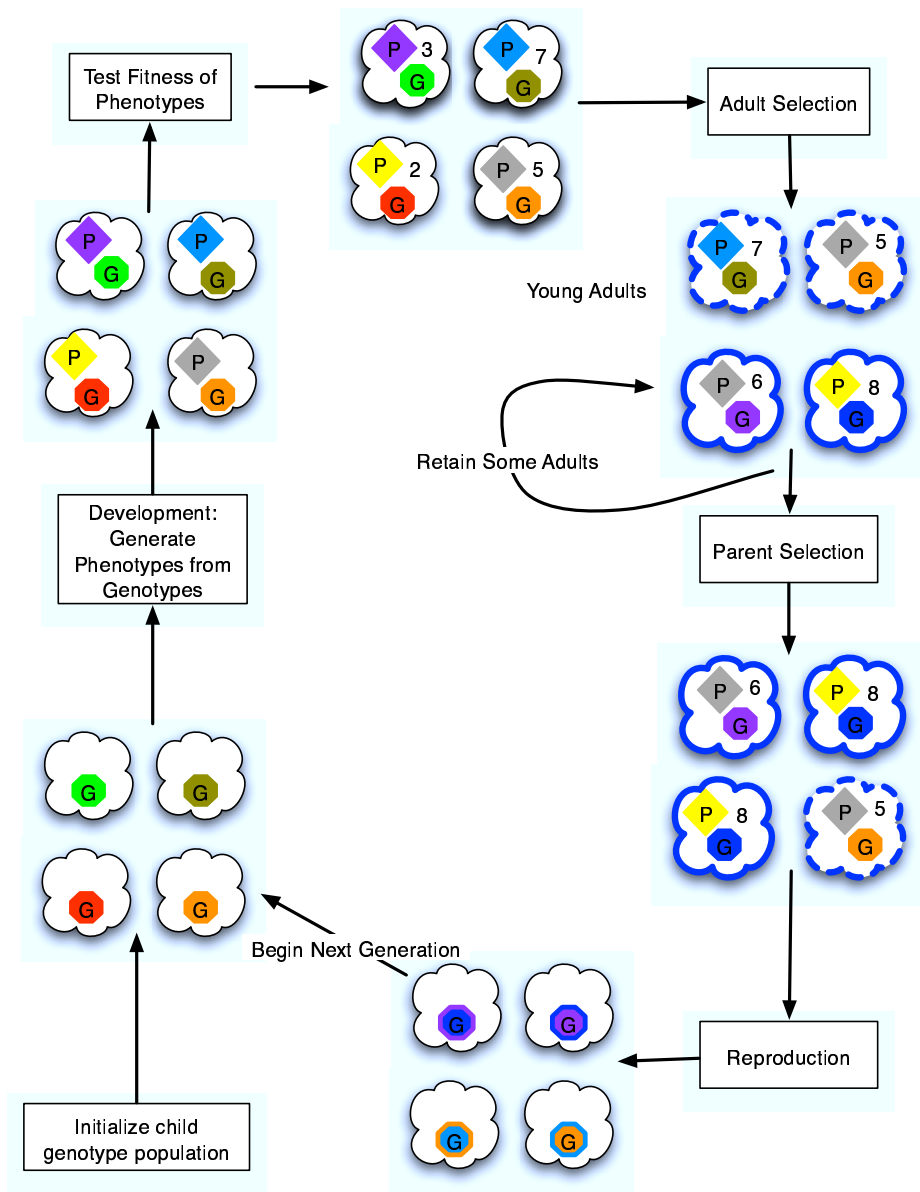 P 3
G
P 7
G
Test Fitness of
Phenotypes
Adult Selection
P 2
G
P 5
G
P
G
P
G
P 7
G
P 5
G
Young Adults
P
G
P
G
P 6
G
P 8
G
Retain Some Adults
Development:
Generate
Phenotypes from
Genotypes
Parent Selection
P 6
G
P 8
G
G
G
P 8
G
P 5
G
G
G
Begin Next Generation
G
G
Reproduction
Initialize child
genotype population
G
G